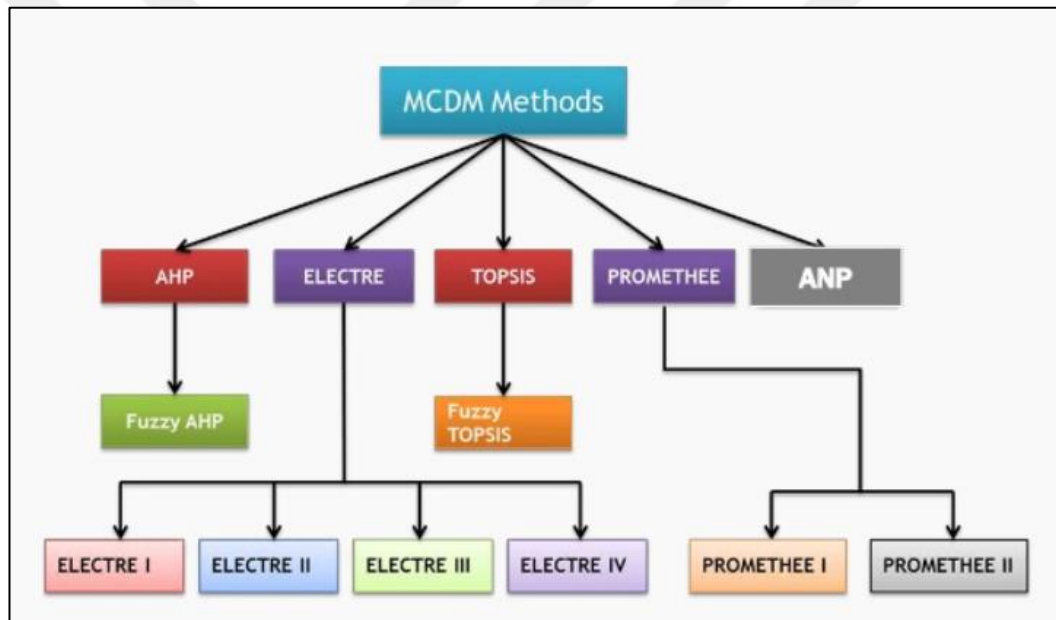 MCDM Methods
AHP
ELECTRE
TOPSIS
PROMETHEE
ANP
Fuzzy AHP
Fuzzy
TOPSIS
ELECTRE I
ELECTRE II
ELECTRE III
ELECTRE IV
PROMETHEE I
PROMETHEE II